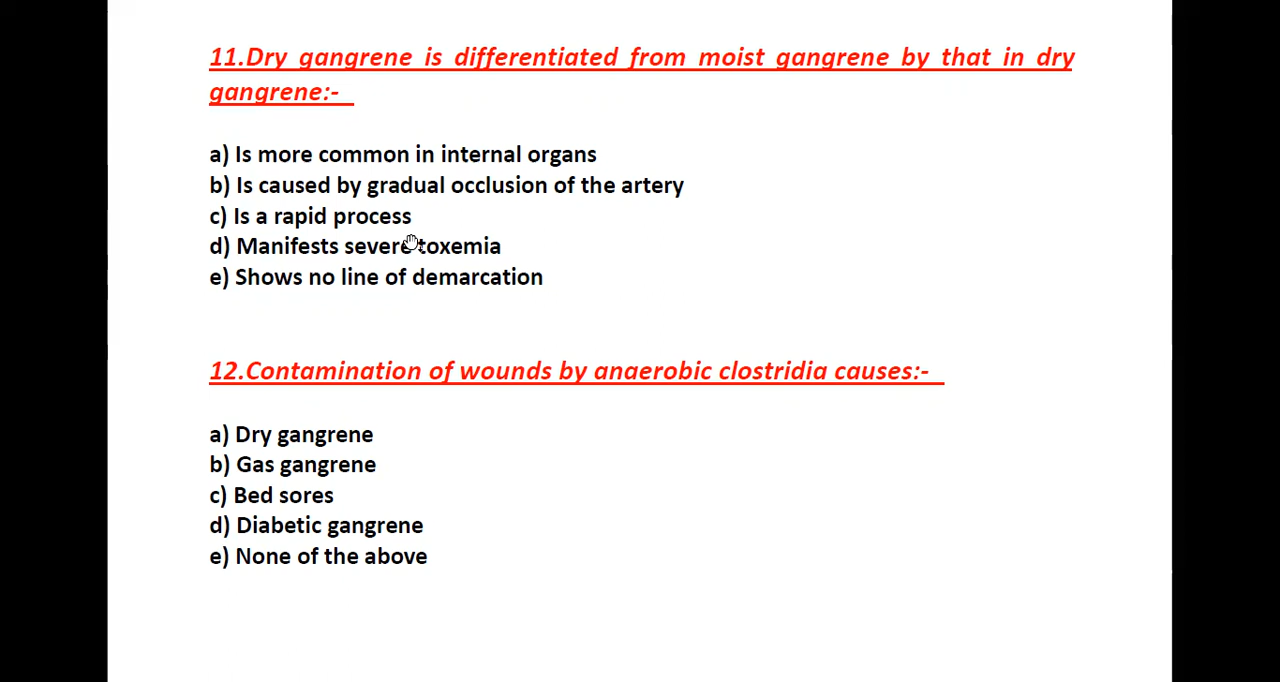 11.Dry gangrene is differentiated from moist gangrene by that in dry
gangrene:-
a) Is more common in internal organs
b) Is caused by gradual occlusion of the artery
c) Is a rapid process
d) Manifests severe toxemia
e) Shows no line of demarcation
12.Contamination of wounds by anaerobic clostridia causes:-
a) Dry gangrene
b) Gas gangrene
c) Bed sores
d) Diabetic gangrene
e) None of the above